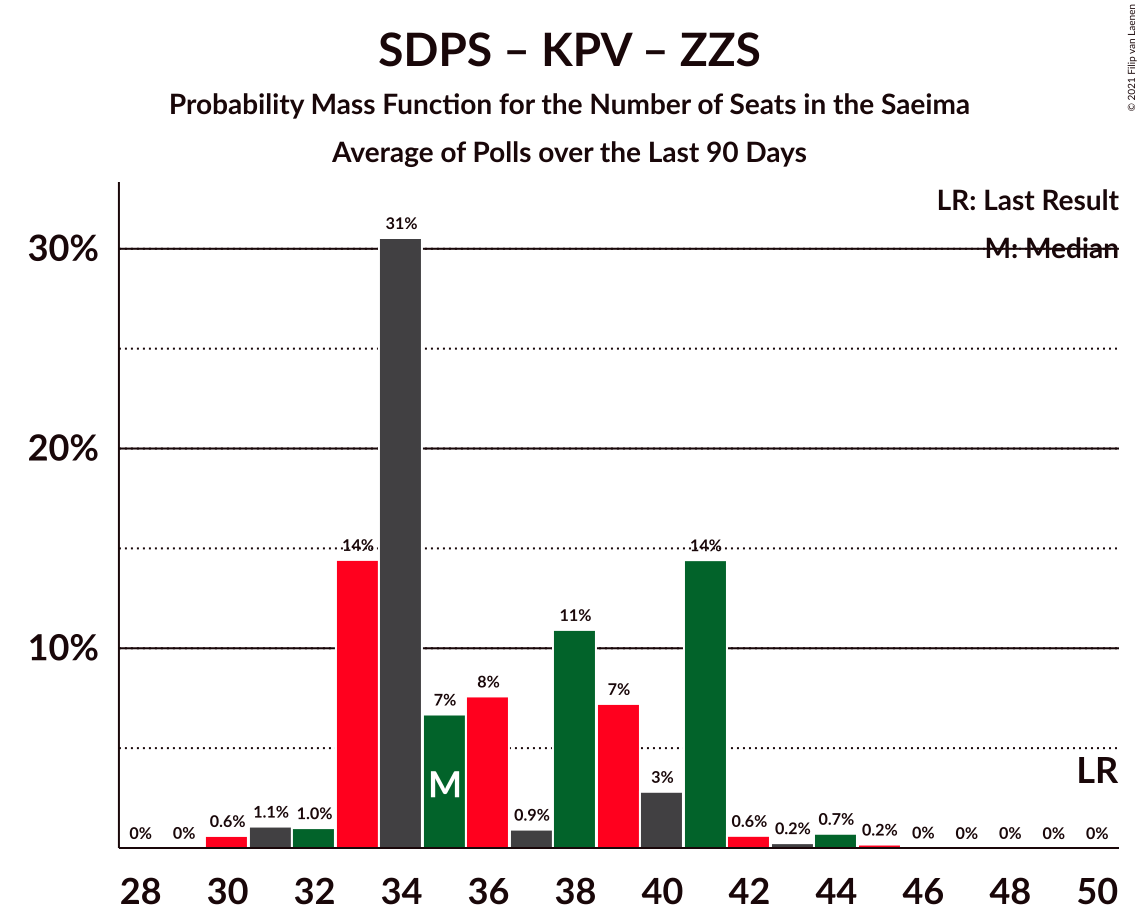 SDPS – KPV – ZZS
Probability Mass Function for the Number of Seats in the Saeima
Average of Polls over the Last 90 Days
© 2021 Filip van Laenen
LR: Last Result
M: Median
30%
20%
10%
0% 0% 0.6% 1.1% 1.0% 14% 31% 7% 8% 0.9% 11% 7% 3% 14% 0.6% 0.2% 0.7% 0.2% 0% 0% 0% 0% 0%
M
LR
28 30 32 34 36 38 40 42 44 46 48 50